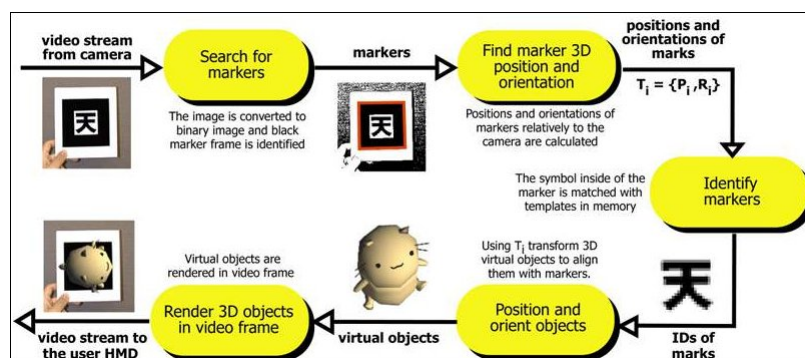 video stream
from camera
Search for
markers
markers
Find marker 3D
position and
orientation
positions and
orientations of
marks
T i = {P i ,R i }
天
The image is converted to
binary image and black
marker frame is identified
天
Positions and orientations of
markers relatively to the
camera are calculated
The symbol inside of the
marker is matched with
templates in memory
Identify
markers
天
IDs of
marks
Using T i transform 3D
virtual objects to align
them with markers.
Position and
orient objects
virtual objects
Virtual objects are
rendered in video frame
Render 3D objects
in video frame
video stream to
the user HMD